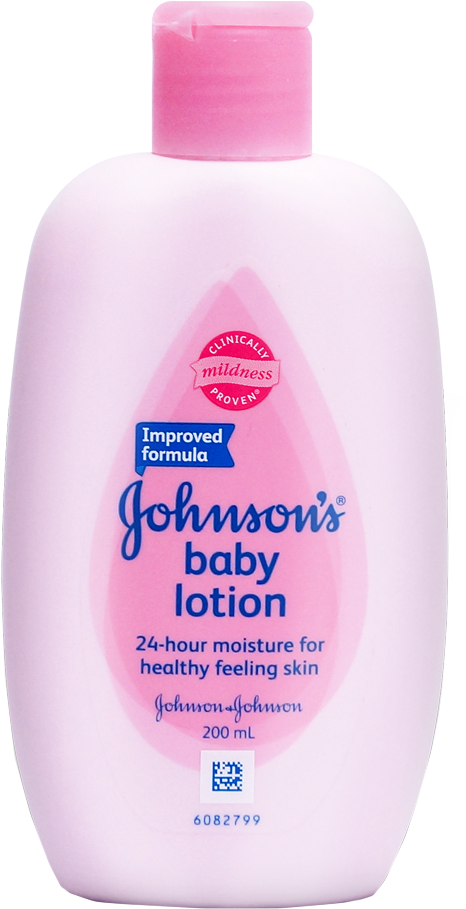 CLINICALLY
mildness
PROVEN®
Improved
formula
Johnson's®
baby
lotion
24-hour moisture for
healthy feeling skin
Johnson & Johnson
200 mL
6082799